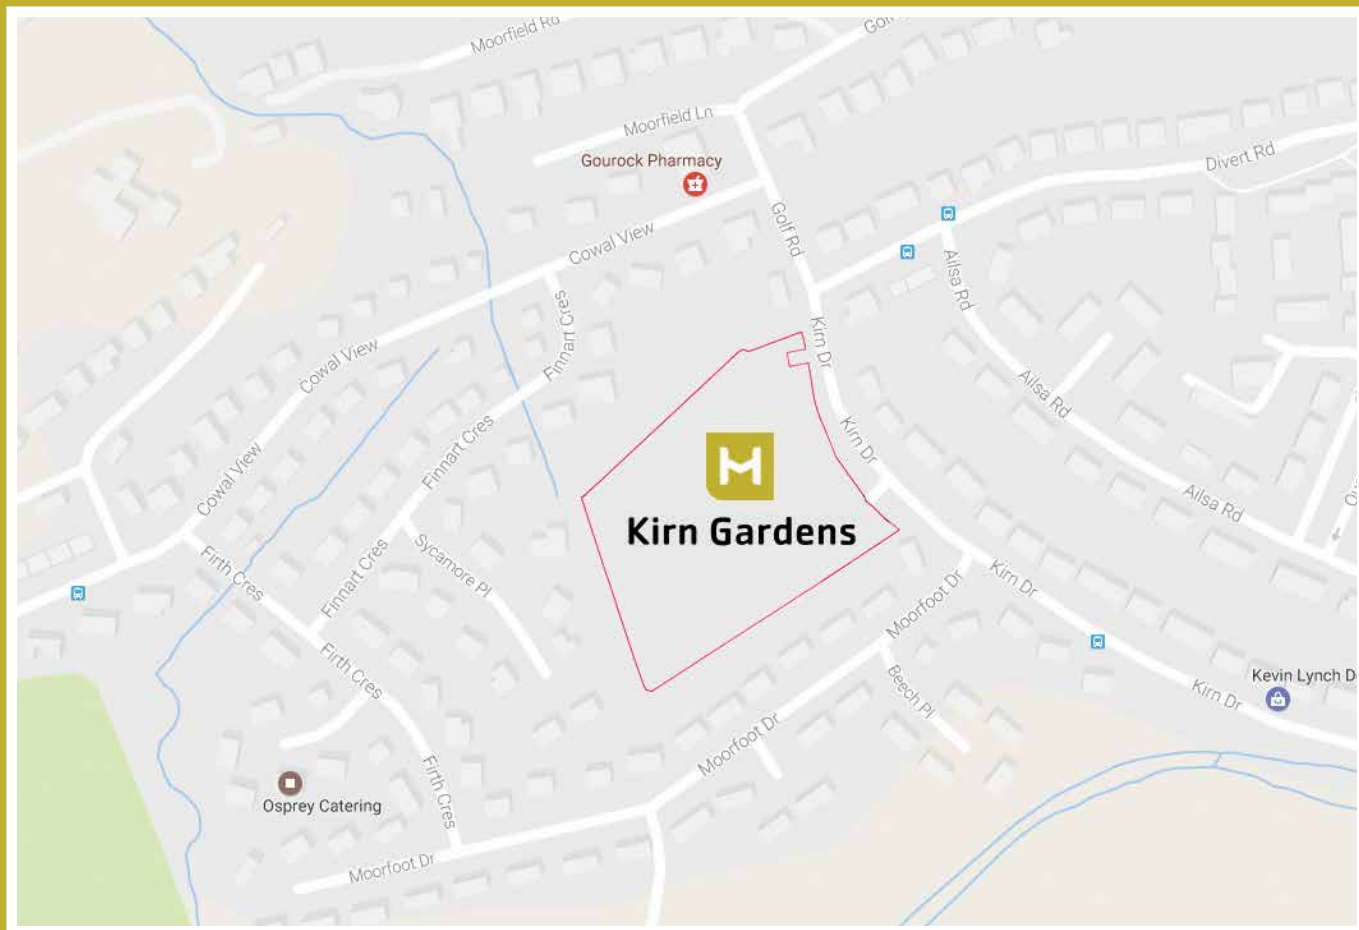 Moorfield Rd
Golf
Moorfield Ln
Gourock Pharmacy
Divert Rd
Golf Rd
Cowal View
Ailsa Rd
Finnart Cres
Kirn Dr
Cowal View
Ailsa Rd
Finnart Cres
Kirn Dr
Cowal View
Ailsa Rd
Kirn Gardens
Firth Cres
Finnart Cres
Sycamore Pl
Moorfoot Dr
Kirn Dr
Firth Cres
Beech Pl
Kevin Lynch D
Kirn Dr
Moorfoot Dr
Firth Cres
Osprey Catering
Moorfoot Dr